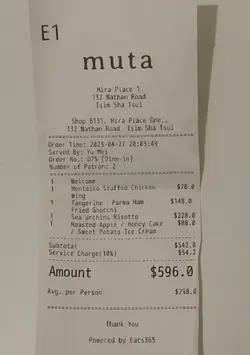 E1
muta
Mira Place 1
132 Nathan Road
Tsim Sha Tsui
Shop B131, Mira Place One,,
132 Nathan Road, Tsim Sha Tsui
Order Time: 2023-04-27 20:03:49
Served By: Yu Mei
Order No.: D75 [Dine-in]
Number of Patron: 2
1 Welcome
1 Mentaiko Stuffed Chicken $78.0
Wing
1 Tangerine · Parma Ham $148.0
Fried Gnocchi
1 Sea Urchins Risotto $228.0
1 Roasted Apple / Honey Cake $88.0
/ Sweet Potato Ice Cream
Subtotal $542.0
Service Charge(10%) $54.2
Amount $596.0
Avg. per Person $298.0
Thank You
Powered by Eats365